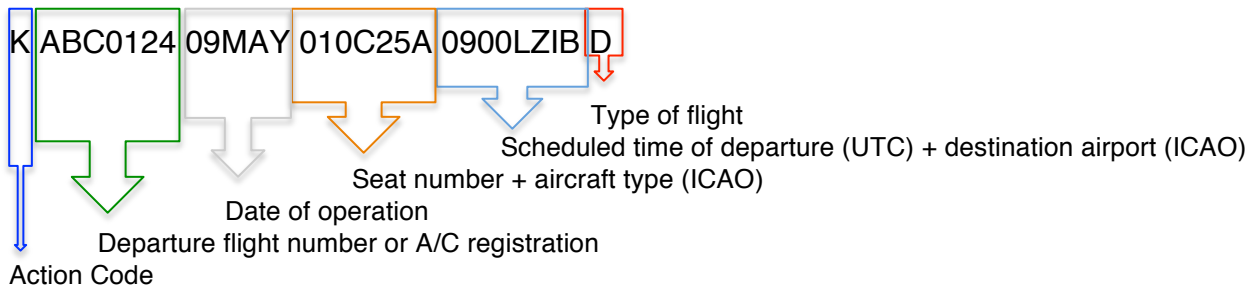 K ABC0124 09MAY 010C25A 0900LZIB D
Type of flight
Scheduled time of departure (UTC) + destination airport (ICAO)
Seat number + aircraft type (ICAO)
Date of operation
Departure flight number or A/C registration
Action Code